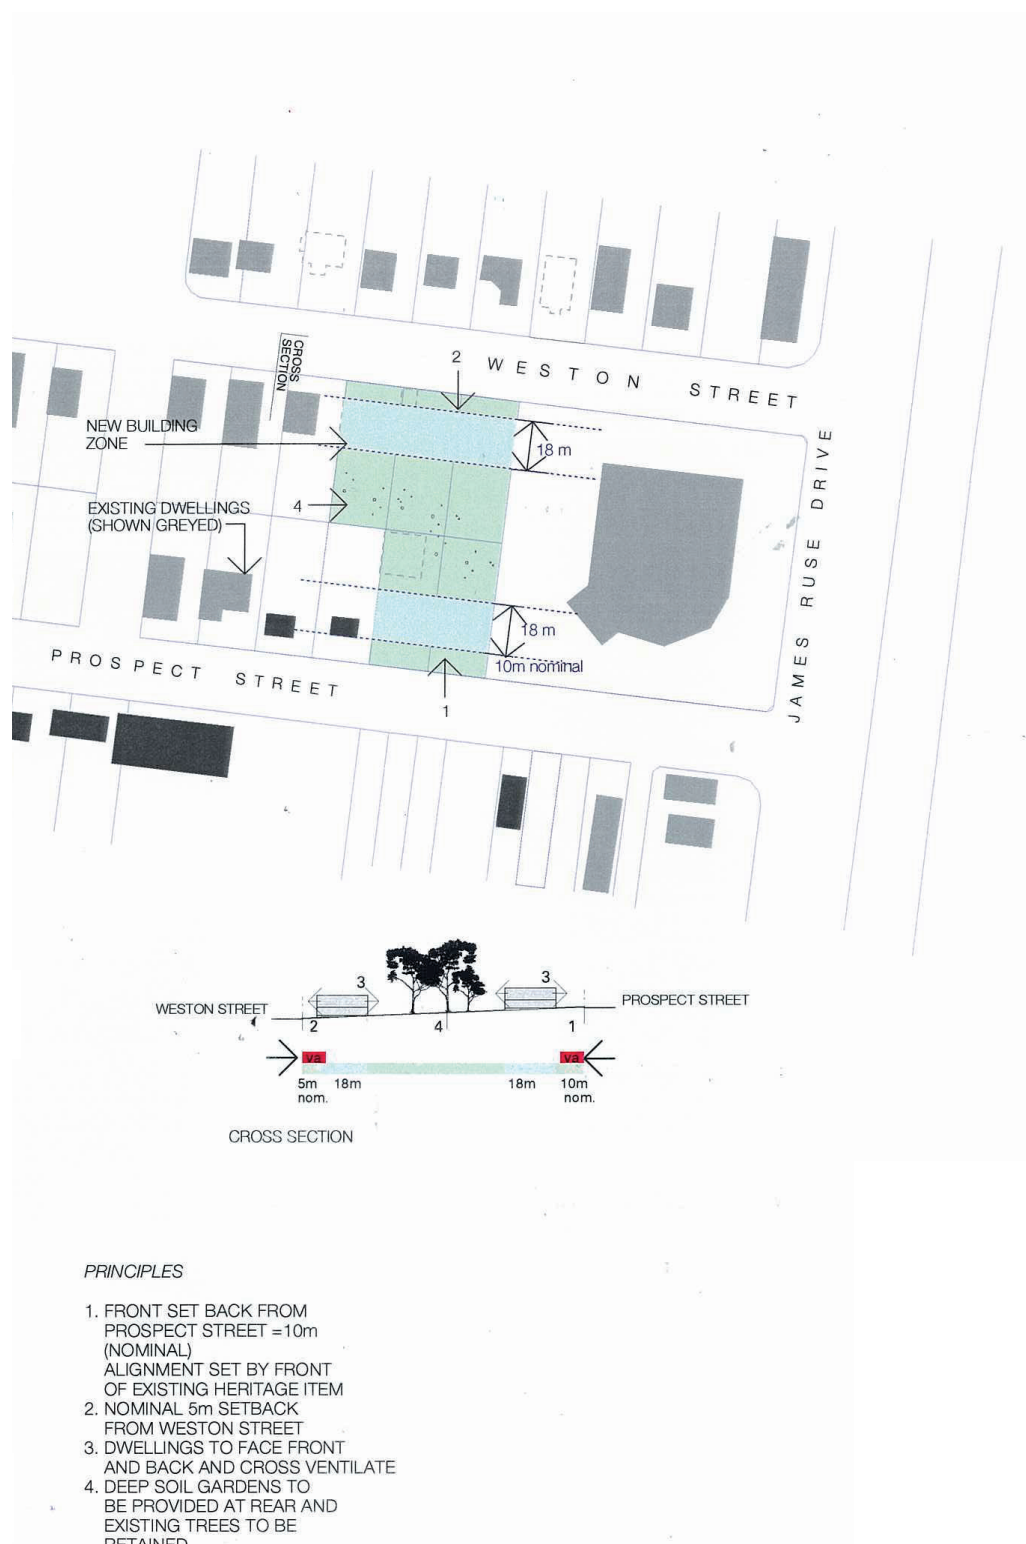 CROSS
SECTION
2
WESTON STREET
NEW BUILDING
ZONE
18 m
EXISTING DWELLINGS
(SHOWN GREYED)
4
JAMES RUSE DRIVE
18 m
10m nominal
PROSPECT STREET
1
3
3
WESTON STREET
PROSPECT STREET
2
4
1
va
va
5m
nom.
18m
18m
10m
nom.
CROSS SECTION
PRINCIPLES
1. FRONT SET BACK FROM
PROSPECT STREET =10m
(NOMINAL)
ALIGNMENT SET BY FRONT
OF EXISTING HERITAGE ITEM
2. NOMINAL 5m SETBACK
FROM WESTON STREET
3. DWELLINGS TO FACE FRONT
AND BACK AND CROSS VENTILATE
4. DEEP SOIL GARDENS TO
BE PROVIDED AT REAR AND
EXISTING TREES TO BE
RETAINED